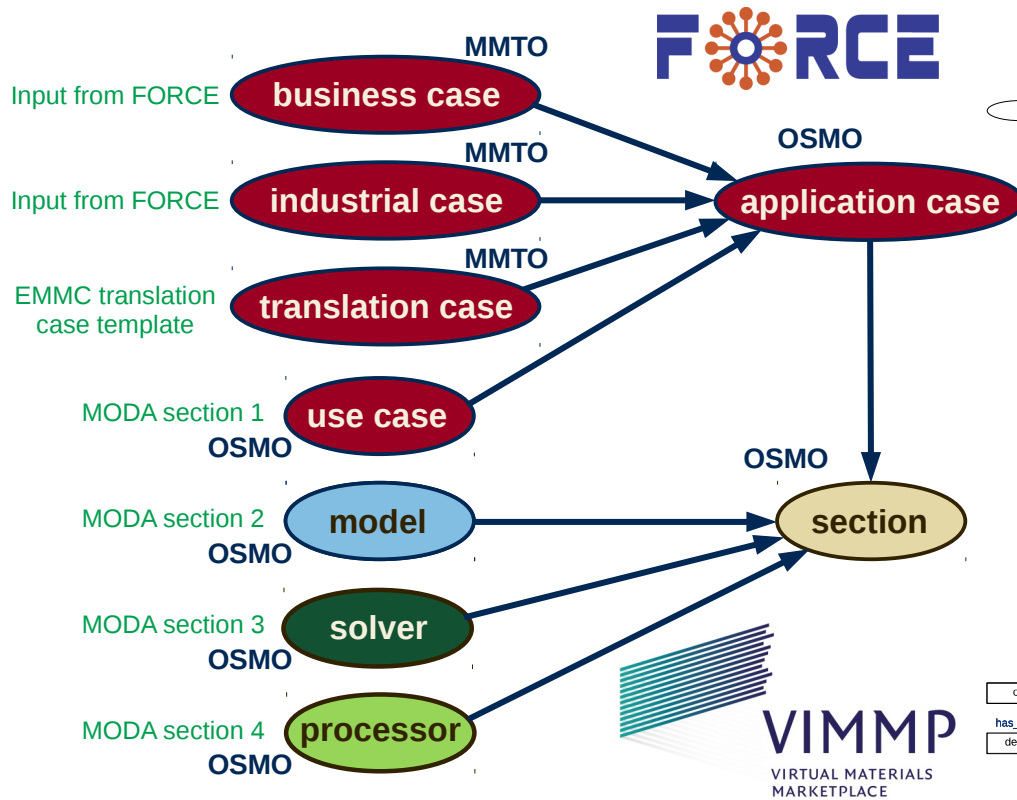 FORCE
MMTO
Input from FORCE
business case
MMTO
OSMO
Input from FORCE
industrial case
application case
MMTO
EMMC translation
case template
translation case
MODA section 1
use case
OSMO
OSMO
MODA section 2
model
section
OSMO
MODA section 3
solver
OSMO
MODA section 4
processor
OSMO
VIMMP
VIRTUAL MATERIALS
MARKETPLACE
has_
de